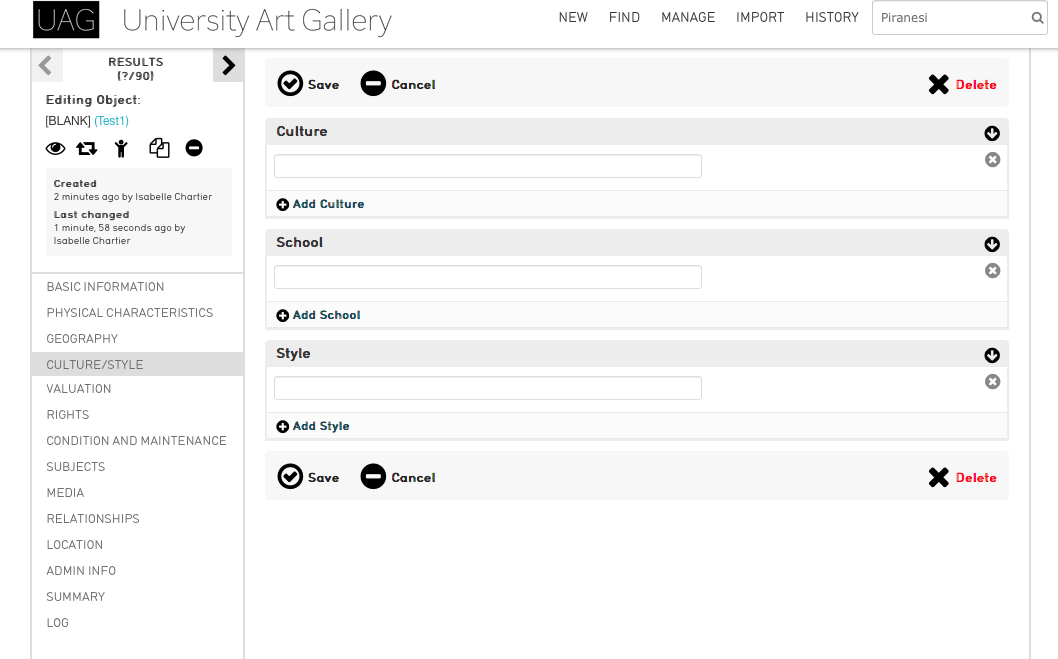 UAG University Art Gallery
NEW FIND MANAGE IMPORT HISTORY
Piranesi
RESULTS
(?/90)
Editing Object:
[BLANK] (Test1)
Created
2 minutes ago by Isabelle Chartier
Last changed
1 minute, 58 seconds ago by
Isabelle Chartier
BASIC INFORMATION
PHYSICAL CHARACTERISTICS
GEOGRAPHY
CULTURE/STYLE
VALUATION
RIGHTS
CONDITION AND MAINTENANCE
SUBJECTS
MEDIA
RELATIONSHIPS
LOCATION
ADMIN INFO
SUMMARY
LOG
Save Cancel Delete
Culture
Add Culture
School
Add School
Style
Add Style
Save Cancel Delete